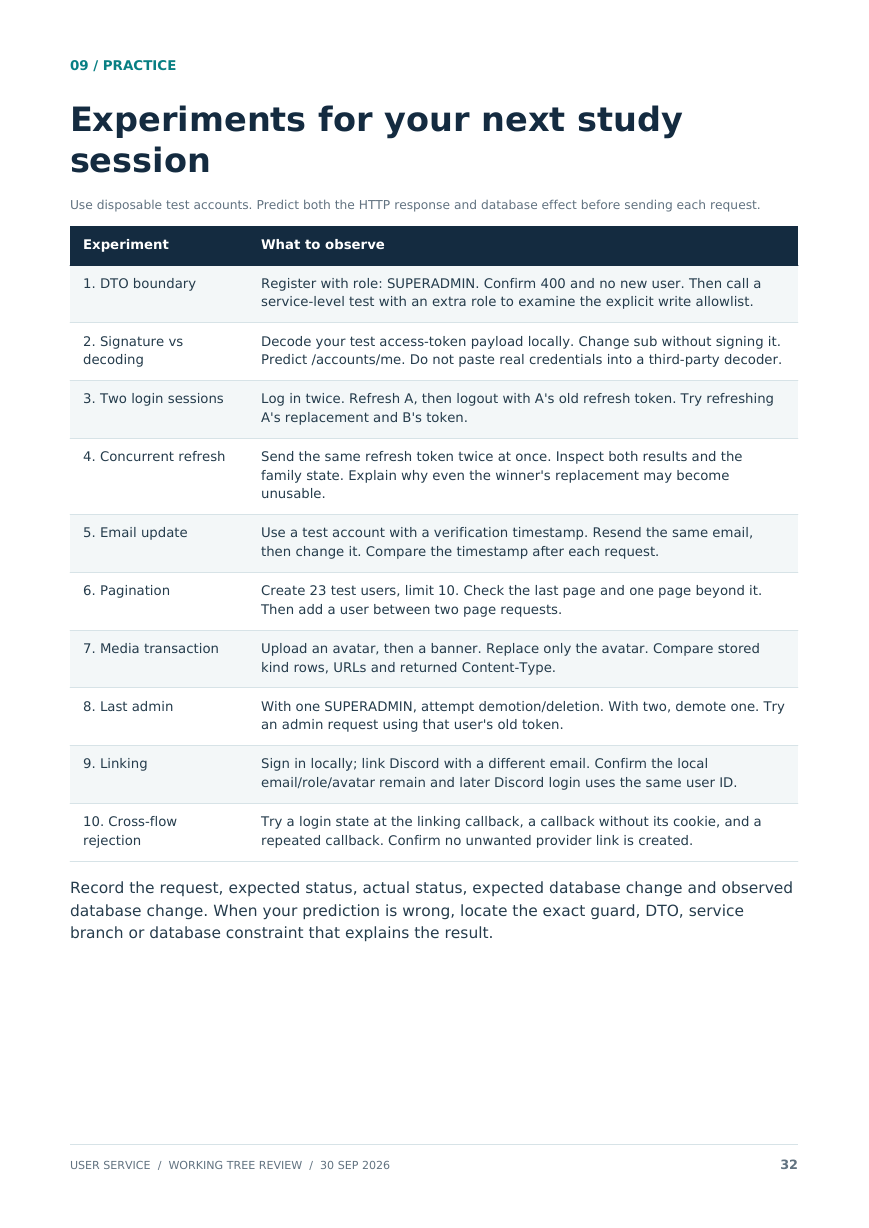 09 / PRACTICE
Experiments for your next study
session
Use disposable test accounts. Predict both the HTTP response and database effect before sending each request.
Experiment What to observe
1. DTO boundary Register with role: SUPERADMIN. Confirm 400 and no new user. Then call a
service-level test with an extra role to examine the explicit write allowlist.
2. Signature vs Decode your test access-token payload locally. Change sub without signing it.
decoding Predict /accounts/me. Do not paste real credentials into a third-party decoder.
3. Two login sessions Log in twice. Refresh A, then logout with A's old refresh token. Try refreshing
A's replacement and B's token.
4. Concurrent refresh Send the same refresh token twice at once. Inspect both results and the
family state. Explain why even the winner's replacement may become
unusable.
5. Email update Use a test account with a verification timestamp. Resend the same email,
then change it. Compare the timestamp after each request.
6. Pagination Create 23 test users, limit 10. Check the last page and one page beyond it.
Then add a user between two page requests.
7. Media transaction Upload an avatar, then a banner. Replace only the avatar. Compare stored
kind rows, URLs and returned Content-Type.
8. Last admin With one SUPERADMIN, attempt demotion/deletion. With two, demote one. Try
an admin request using that user's old token.
9. Linking Sign in locally; link Discord with a different email. Confirm the local
email/role/avatar remain and later Discord login uses the same user ID.
10. Cross-flow Try a login state at the linking callback, a callback without its cookie, and a
rejection repeated callback. Confirm no unwanted provider link is created.
Record the request, expected status, actual status, expected database change and observed
database change. When your prediction is wrong, locate the exact guard, DTO, service
branch or database constraint that explains the result.
USER SERVICE / WORKING TREE REVIEW / 30 SEP 2026 32